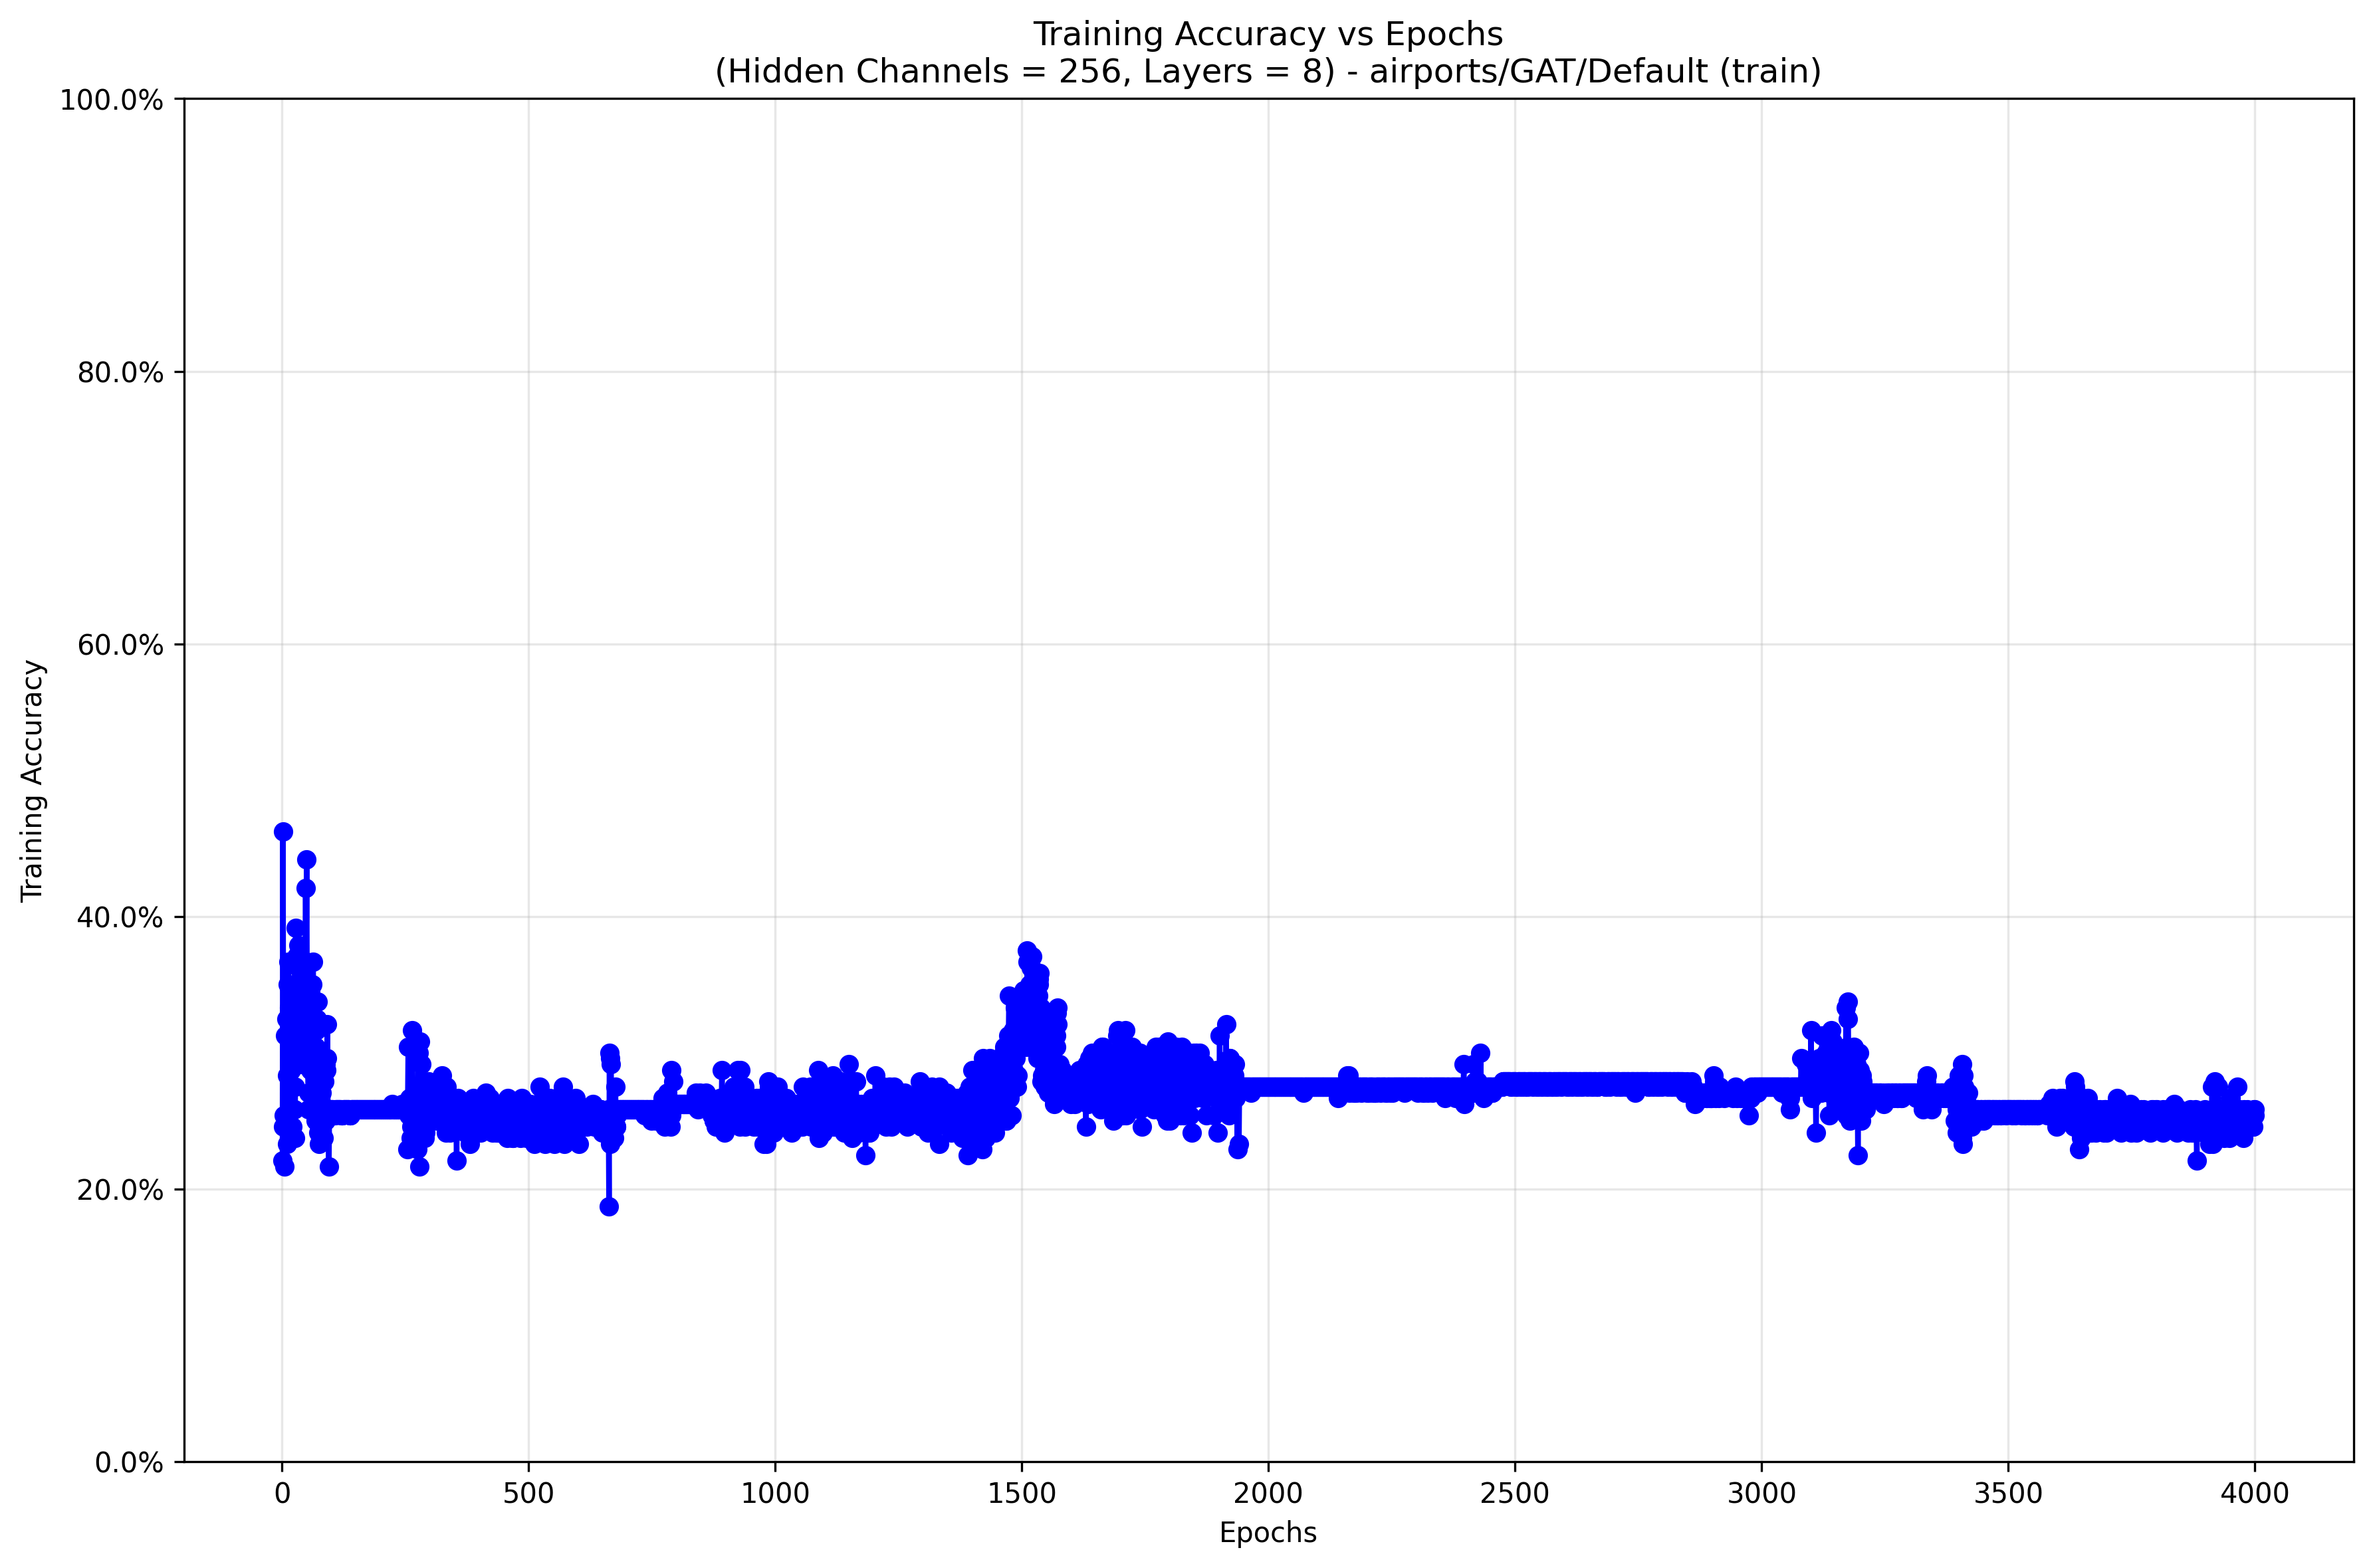 Training Accuracy vs Epochs
(Hidden Channels = 256, Layers = 8) - airports/GAT/Default (train)
100.0%
80.0%
60.0%
40.0%
20.0%
0.0%
Training Accuracy
0 500 1000 1500 2000 2500 3000 3500 4000
Epochs